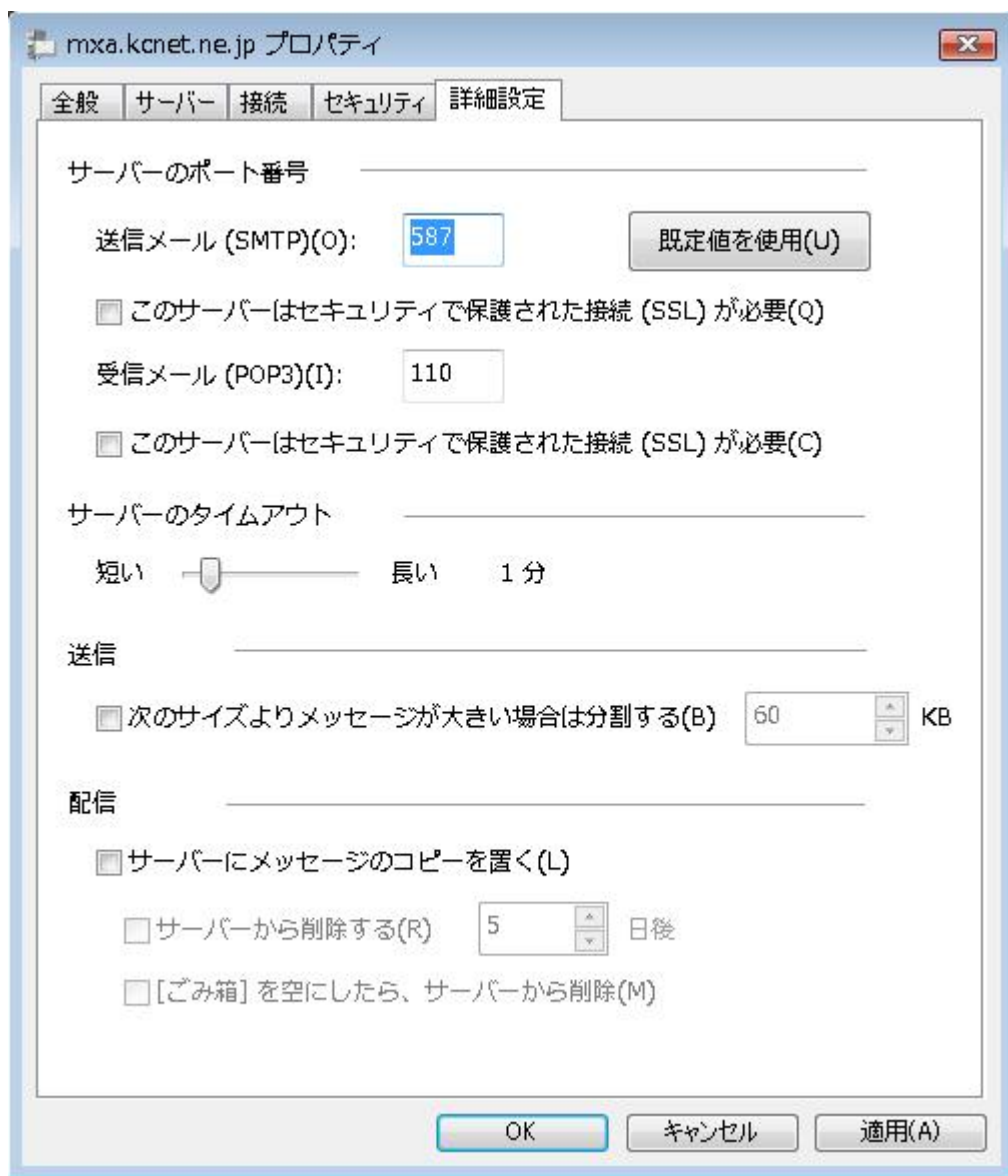 mxa.kcnet.ne.jp プロパティ
全般 サーバー 接続 セキュリティ 詳細設定
サーバーのポート番号
送信メール (SMTP)(O): 587 既定値を使用(U)
このサーバーはセキュリティで保護された接続 (SSL) が必要(Q)
受信メール (POP3)(I): 110
このサーバーはセキュリティで保護された接続 (SSL) が必要(C)
サーバーのタイムアウト
短い 長い 1 分
送信
次のサイズよりメッセージが大きい場合は分割する(B) 60 KB
配信
サーバーにメッセージのコピーを置く(L)
サーバーから削除する(R) 5 日後
[ごみ箱] を空にしたら、サーバーから削除(M)
OK キャンセル 適用(A)